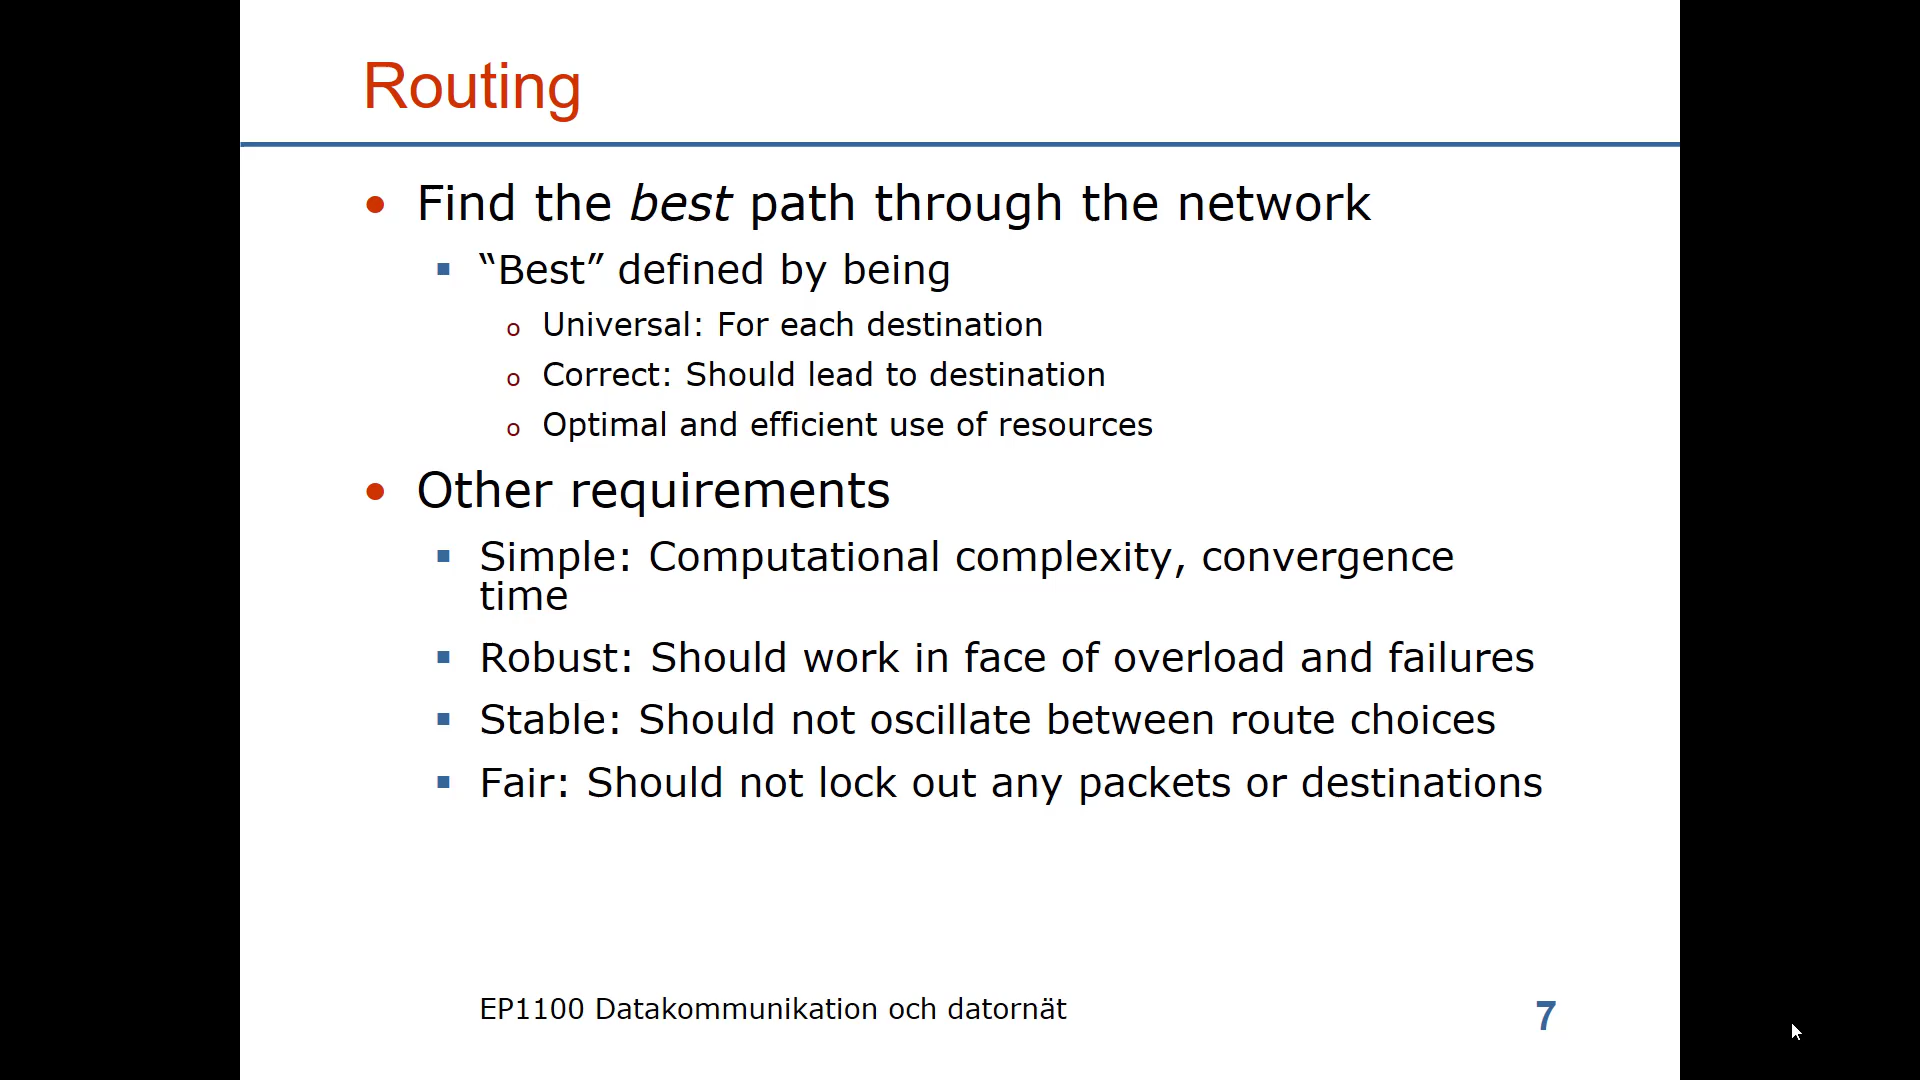 Routing
• Find the best path through the network
▪ “Best” defined by being
o Universal: For each destination
o Correct: Should lead to destination
o Optimal and efficient use of resources
• Other requirements
▪ Simple: Computational complexity, convergence
time
▪ Robust: Should work in face of overload and failures
▪ Stable: Should not oscillate between route choices
▪ Fair: Should not lock out any packets or destinations
EP1100 Datakommunikation och datornät
7